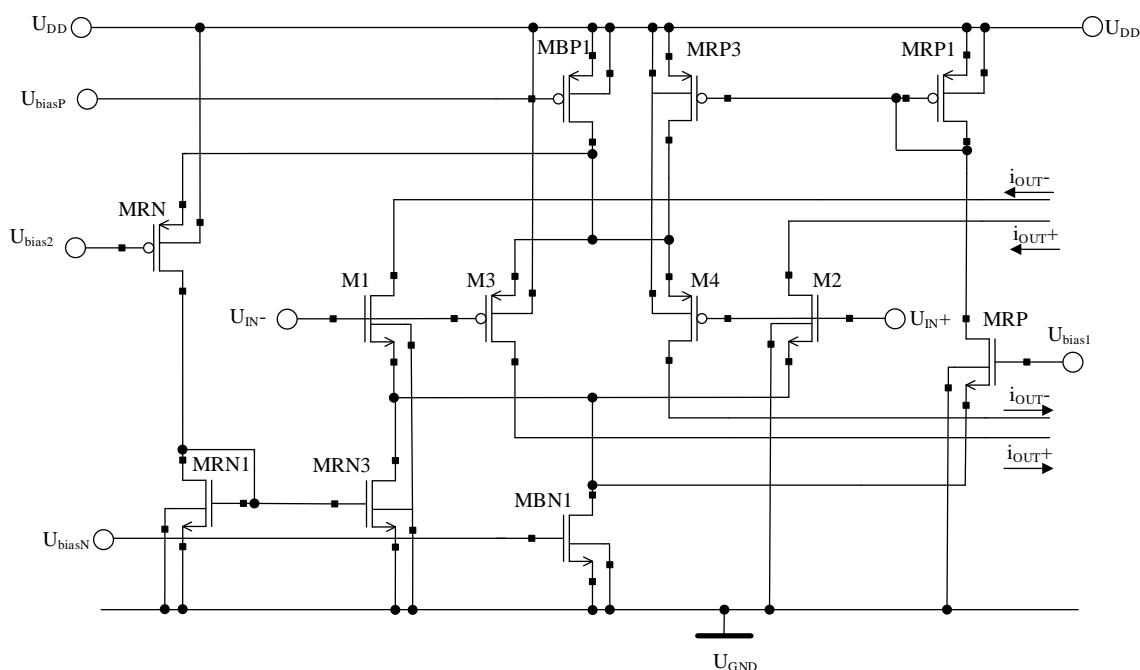 U_DD
U_DD
MBP1
MRP3
MRP1
U_biasP
i_OUT-
MRN
i_OUT+
U_bias2
M1
M3
M4
M2
U_IN-
U_IN+
MRP
U_bias1
i_OUT-
i_OUT+
MRN1
MRN3
MBN1
U_biasN
U_GND